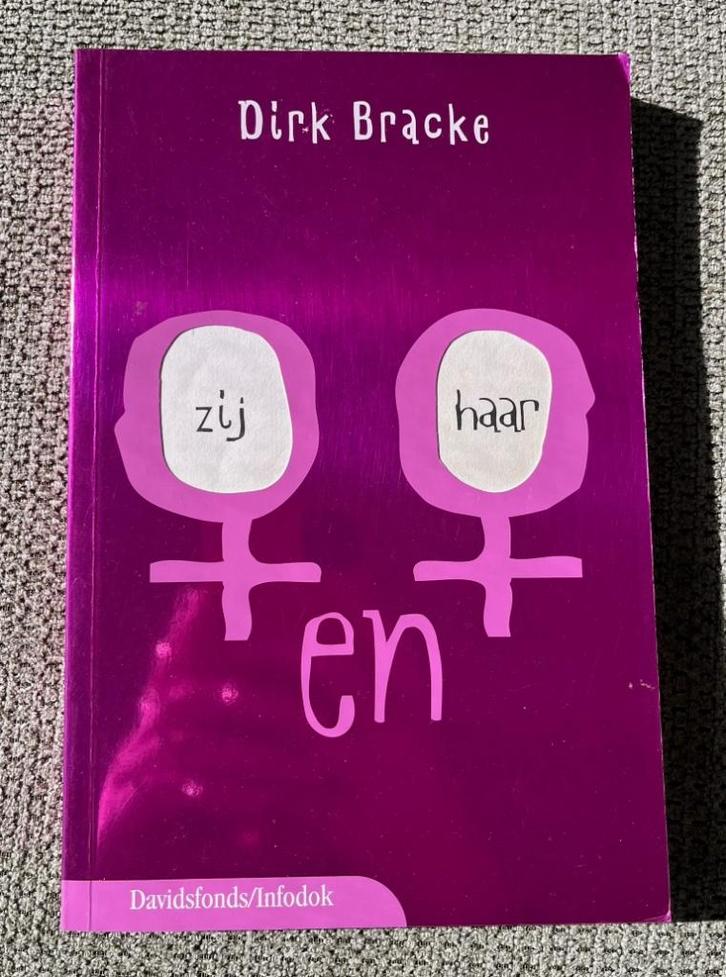 Dirk Bracke
zij
haar
en
Davidsfonds/Infodok